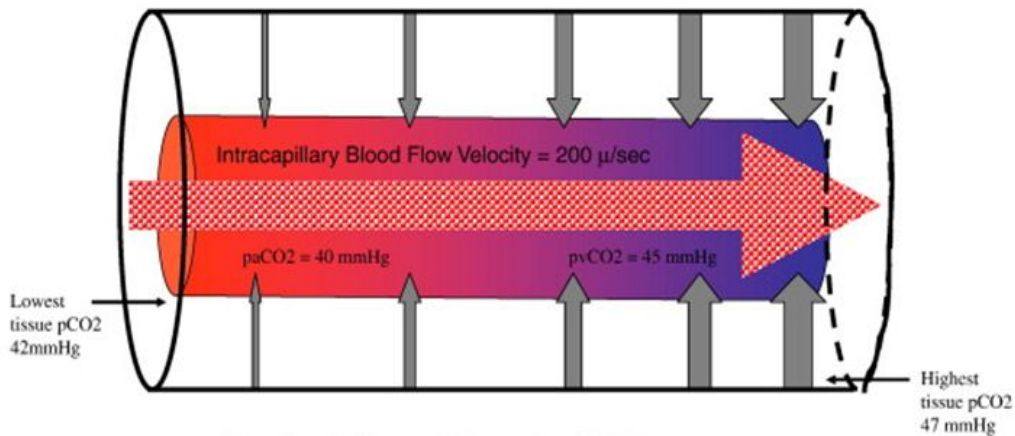 Intracapillary Blood Flow Velocity = 200 μ/sec
paCO2 = 40 mmHg
pvCO2 = 45 mmHg
Lowest
tissue pCO2
42mmHg
Highest
tissue pCO2
47 mmHg